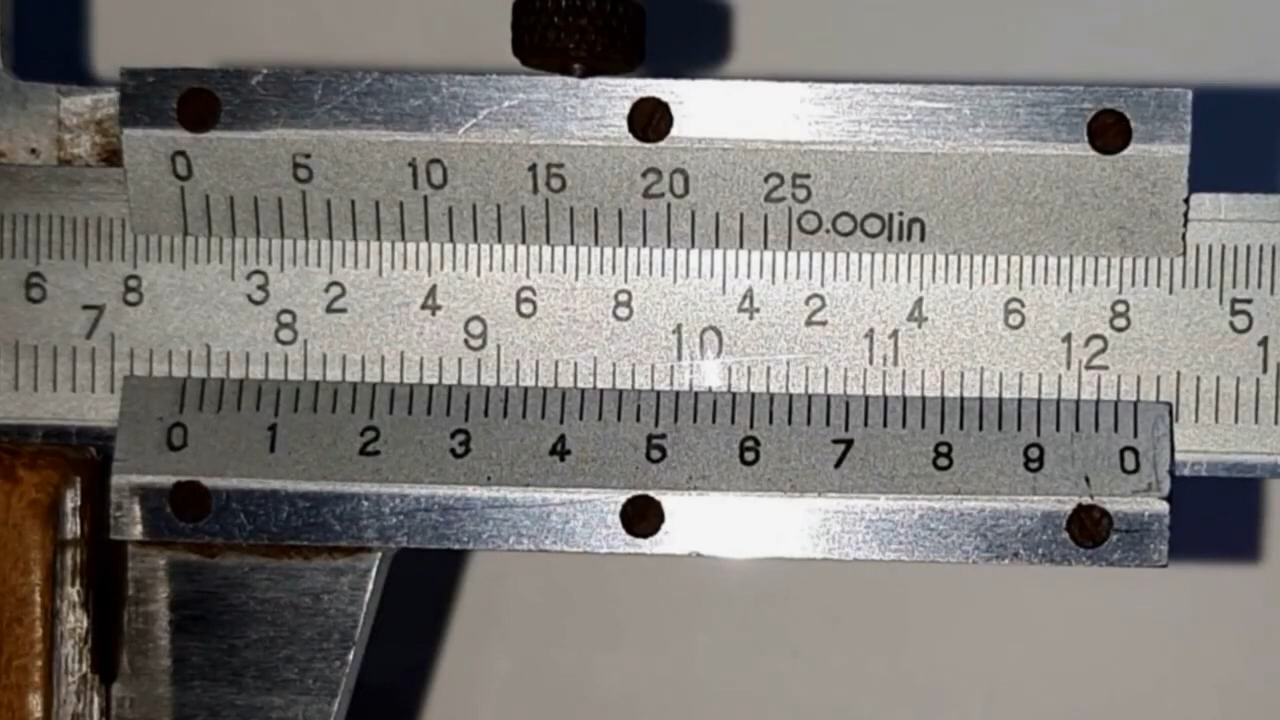 0 5 10 15 20 25
0.001in
6 8 3 2 4 6 8 4 2 4 6 8 5
7 8 9 10 11 12 1
0 1 2 3 4 5 6 7 8 9 0